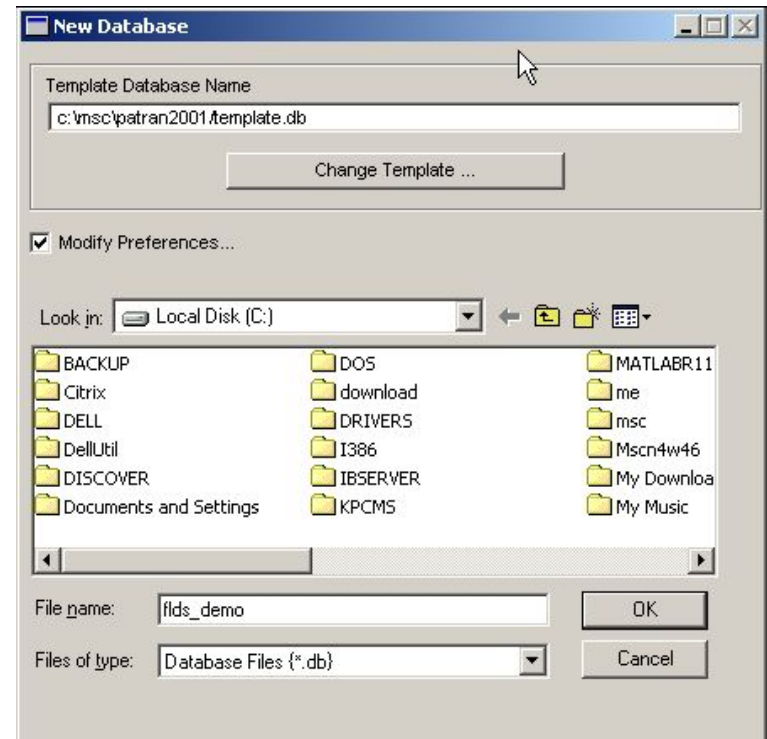 New Database
Template Database Name
c:\msc\patran2001/template.db
Change Template ...
Modify Preferences...
Look in: Local Disk (C:)
BACKUP DOS MATLABR11
Citrix download me
DELL DRIVERS msc
DellUtil I386 Mscn4w46
DISCOVER IBSERVER My Downloa
Documents and Settings KPCMS My Music
File name: flds_demo OK
Files of type: Database Files {*.db} Cancel